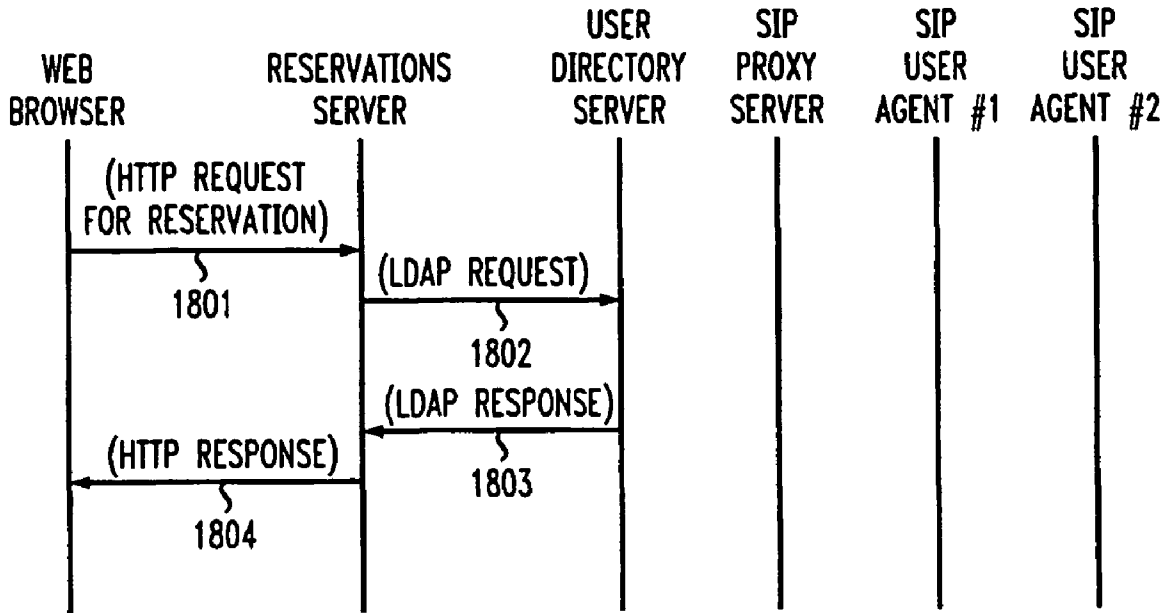 WEB
BROWSER
RESERVATIONS
SERVER
USER
DIRECTORY
SERVER
SIP
PROXY
SERVER
SIP
USER
AGENT #1
SIP
USER
AGENT #2
(HTTP REQUEST
FOR RESERVATION)
1801
(LDAP REQUEST)
1802
(LDAP RESPONSE)
1803
(HTTP RESPONSE)
1804